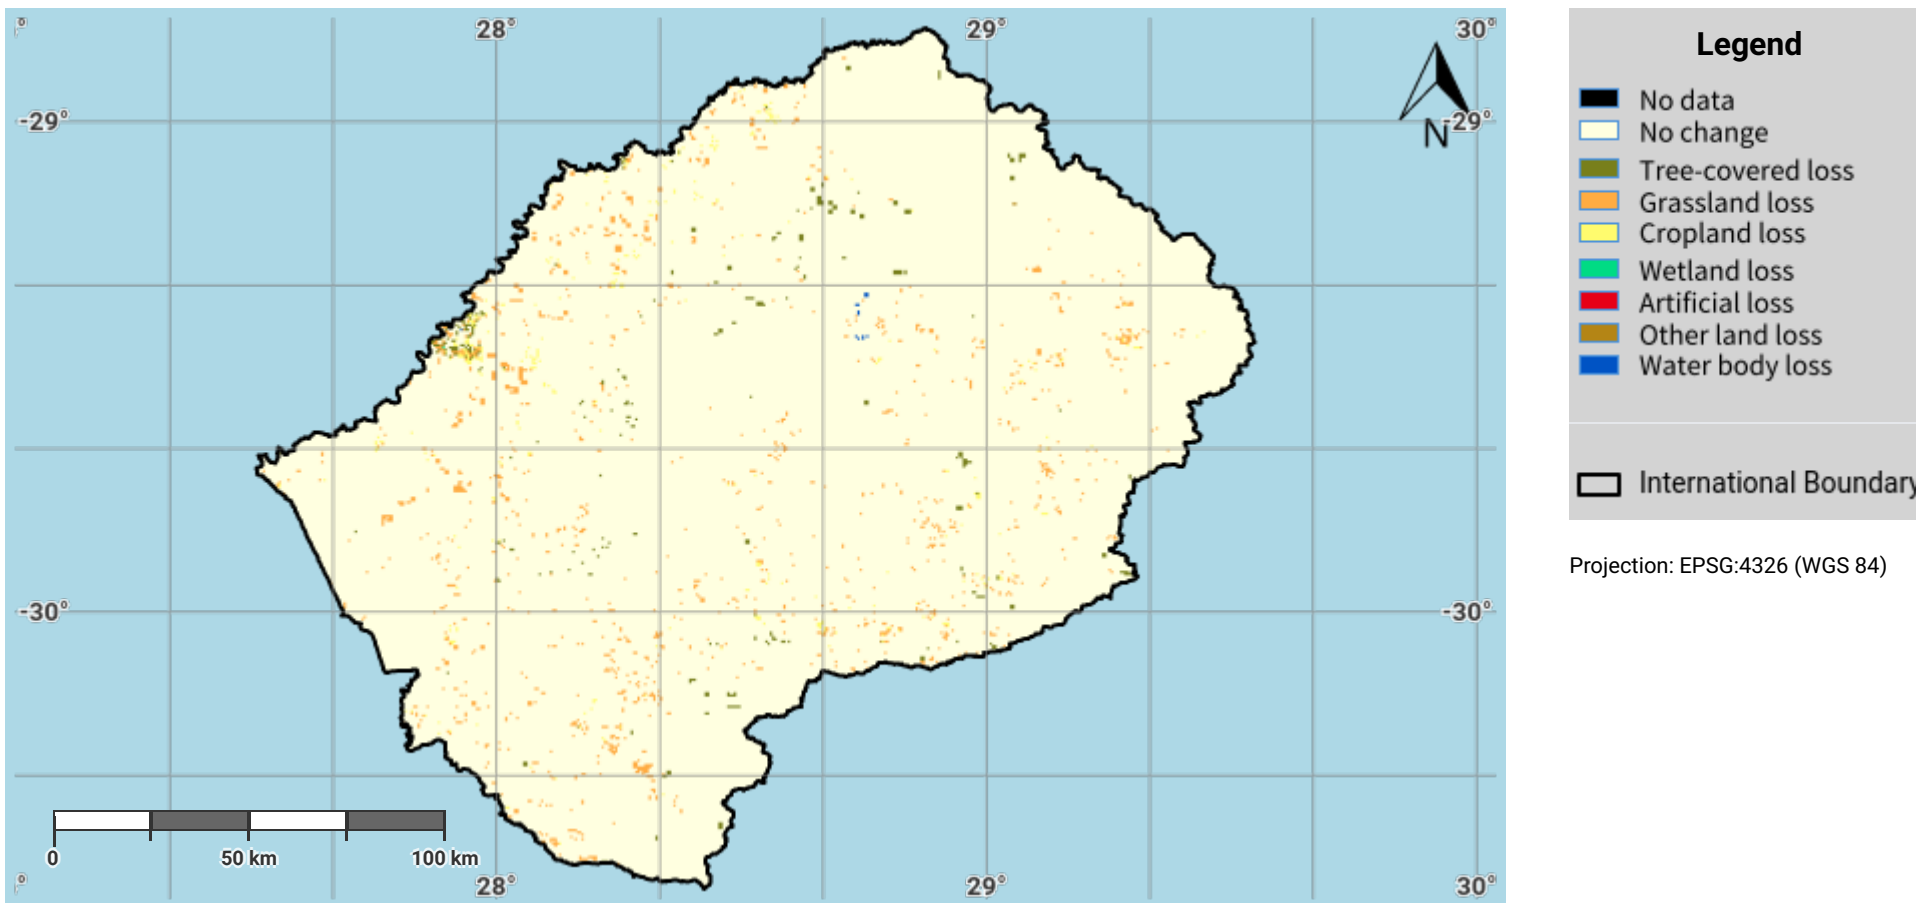 28°
29°
30°
-29°
-29°
N
-30°
-30°
0
50 km
100 km
28°
29°
30°
Legend
No data
No change
Tree-covered loss
Grassland loss
Cropland loss
Wetland loss
Artificial loss
Other land loss
Water body loss
International Boundary
Projection: EPSG:4326 (WGS 84)